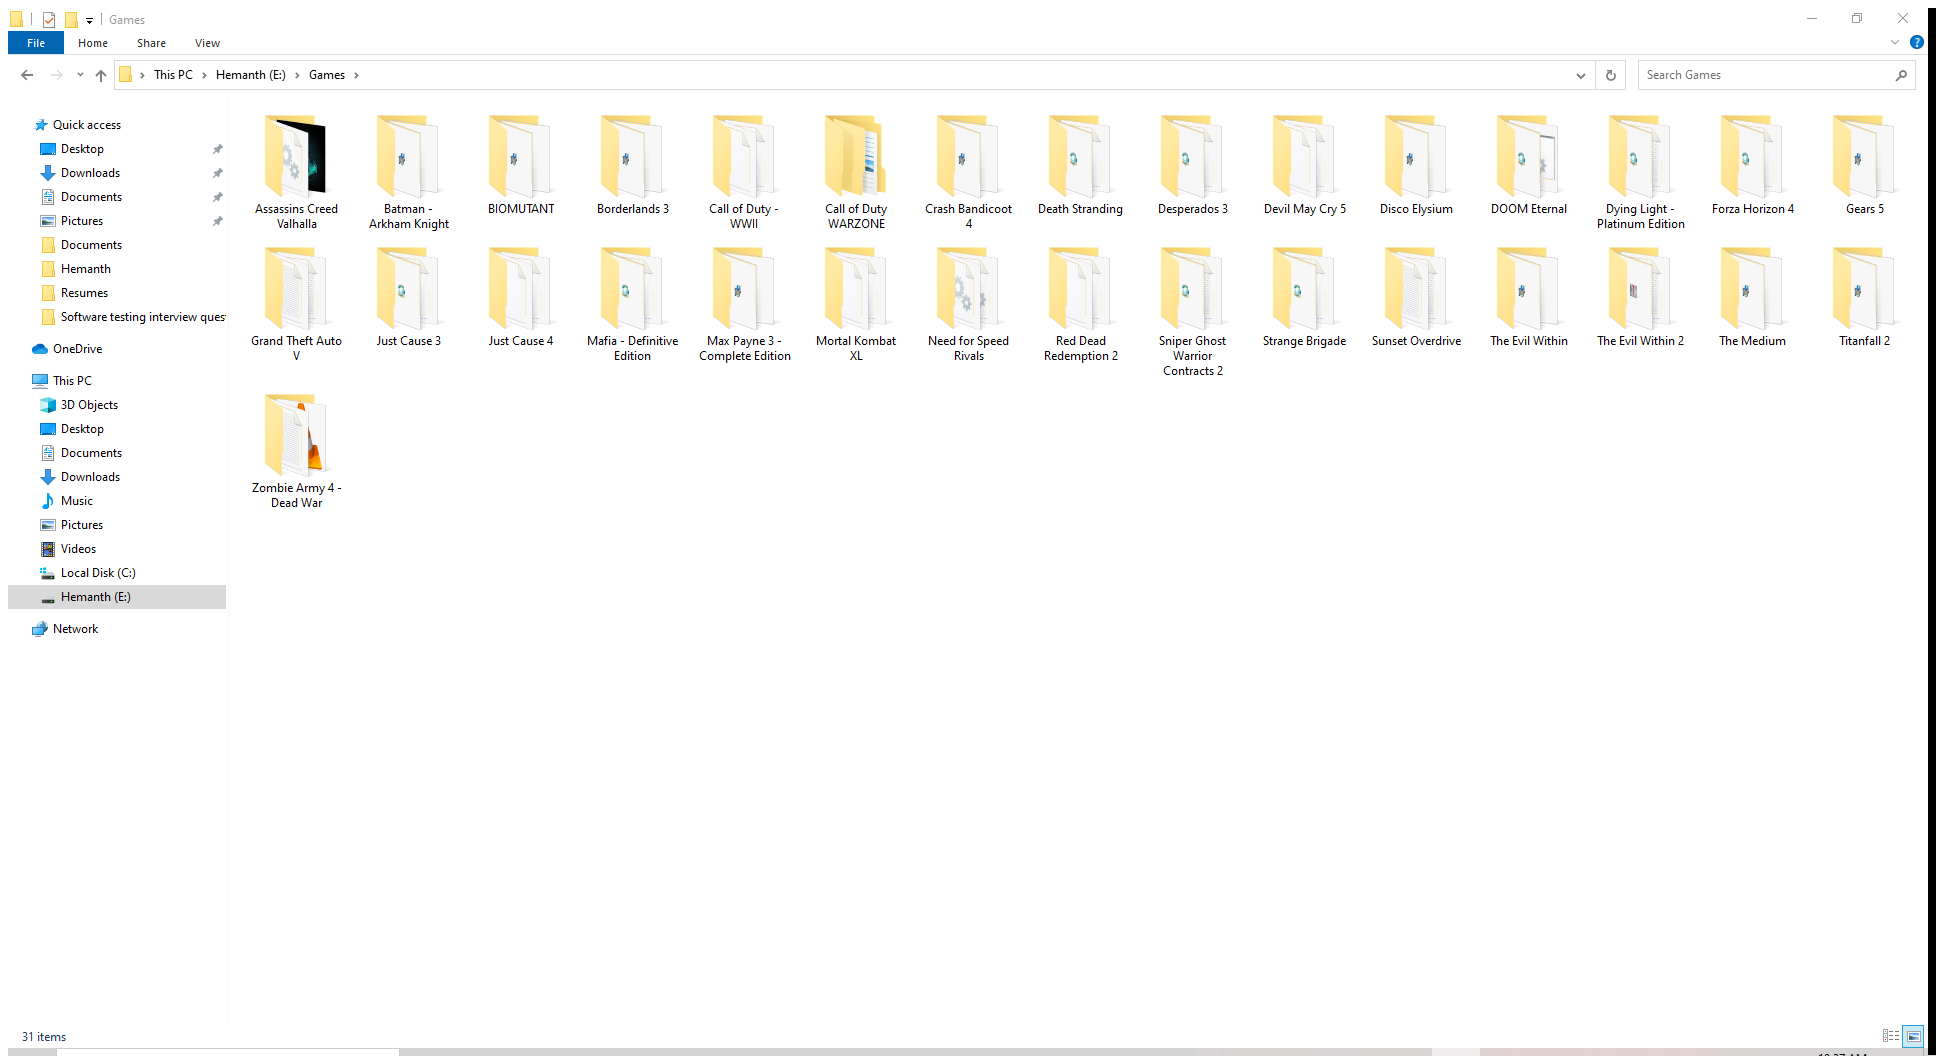 Games
File Home Share View
This PC Hemanth (E:) Games
Search Games
Quick access
Desktop
Downloads
Documents
Pictures
Documents
Hemanth
Resumes
Software testing interview ques
OneDrive
This PC
3D Objects
Desktop
Documents
Downloads
Music
Pictures
Videos
Local Disk (C:)
Hemanth (E:)
Network
Assassins Creed
Valhalla
Batman -
Arkham Knight
BIOMUTANT
Borderlands 3
Call of Duty -
WWII
Call of Duty
WARZONE
Crash Bandicoot
4
Death Stranding
Desperados 3
Devil May Cry 5
Disco Elysium
DOOM Eternal
Dying Light -
Platinum Edition
Forza Horizon 4
Gears 5
Grand Theft Auto
V
Just Cause 3
Just Cause 4
Mafia - Definitive
Edition
Max Payne 3 -
Complete Edition
Mortal Kombat
XL
Need for Speed
Rivals
Red Dead
Redemption 2
Sniper Ghost
Warrior
Contracts 2
Strange Brigade
Sunset Overdrive
The Evil Within
The Evil Within 2
The Medium
Titanfall 2
Zombie Army 4 -
Dead War
31 items